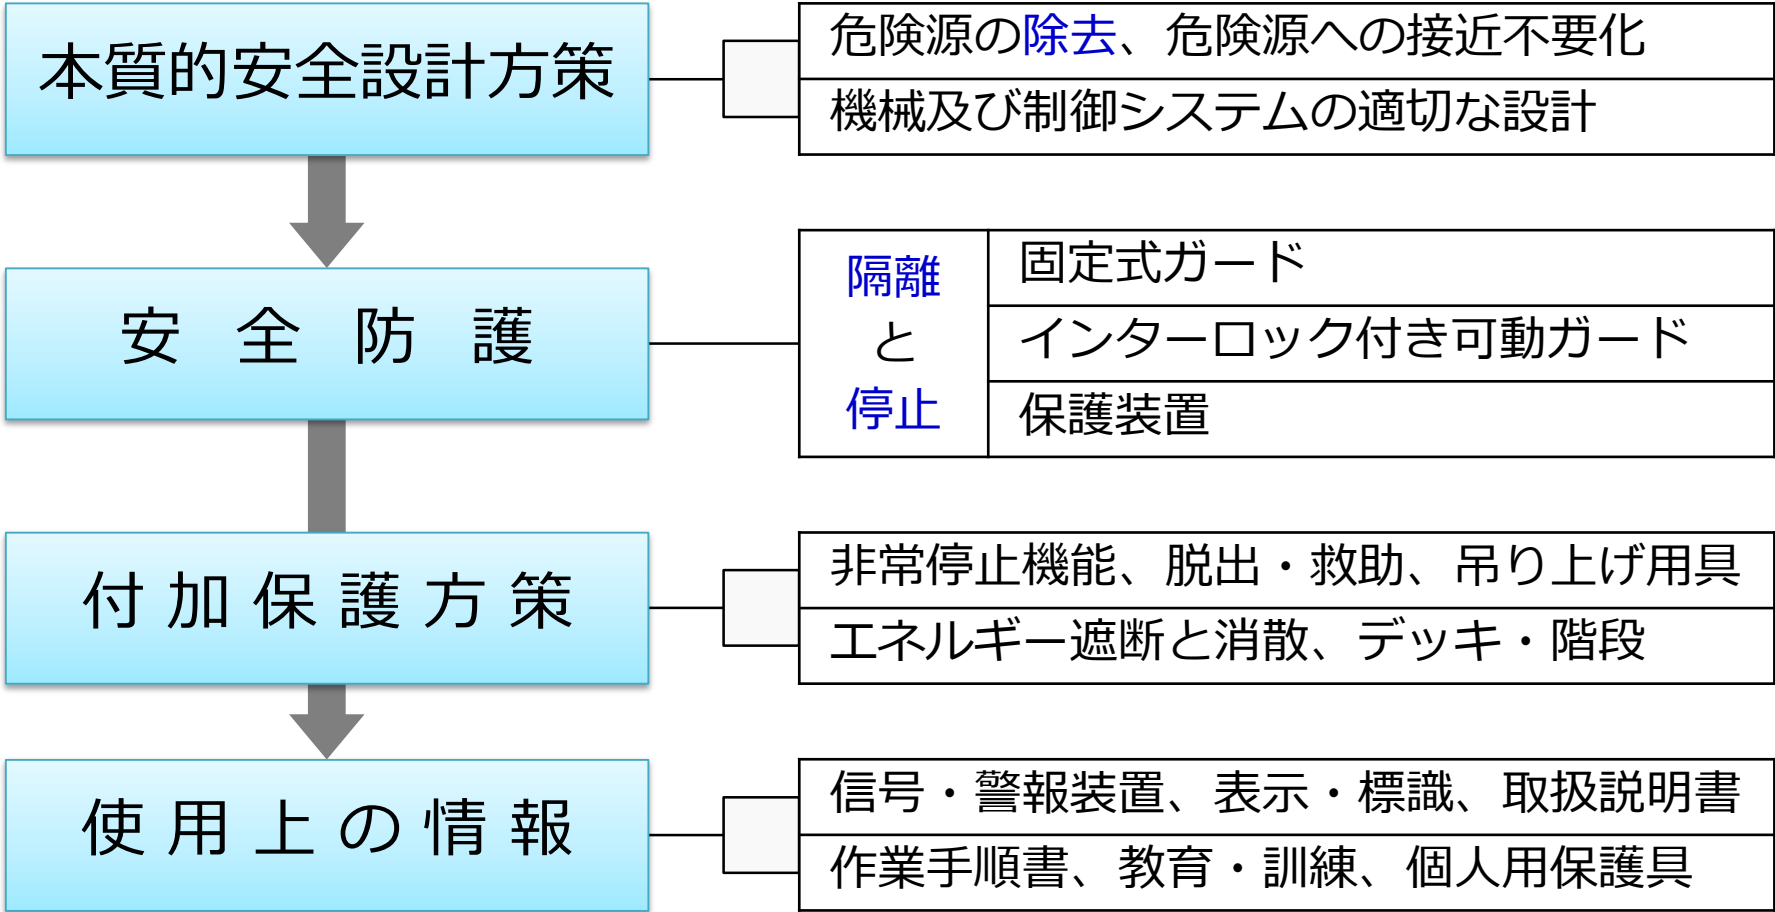 本質的安全設計方策
危険源の除去、危険源への接近不要化
機械及び制御システムの適切な設計
安全防護
隔離
と
停止
固定式ガード
インターロック付き可動ガード
保護装置
付加保護方策
非常停止機能、脱出・救助、吊り上げ用具
エネルギー遮断と消散、デッキ・階段
使用上の情報
信号・警報装置、表示・標識、取扱説明書
作業手順書、教育・訓練、個人用保護具